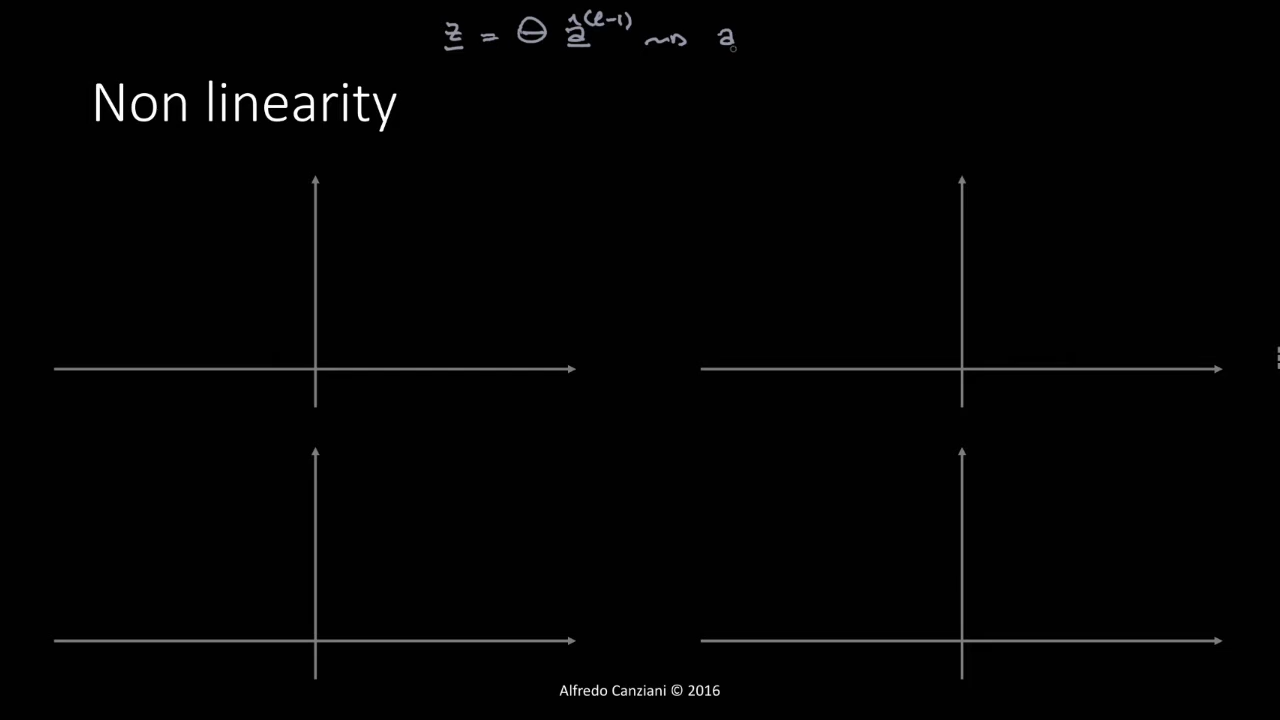 z = Θ â^(l-1) ⇝ a
Non linearity
Alfredo Canziani © 2016